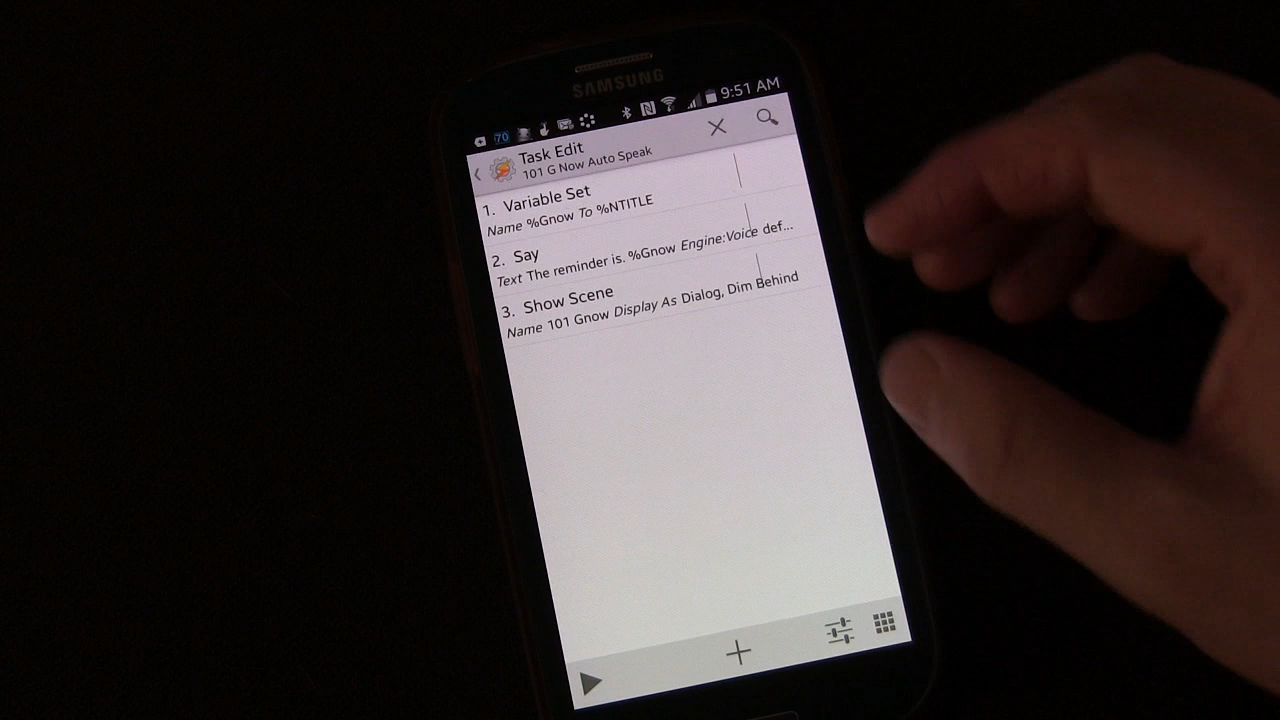 SAMSUNG
70 9:51 AM
Task Edit
101 G Now Auto Speak
1. Variable Set
Name %Gnow To %NTITLE
2. Say
Text The reminder is. %Gnow Engine:Voice def...
3. Show Scene
Name 101 Gnow Display As Dialog, Dim Behind